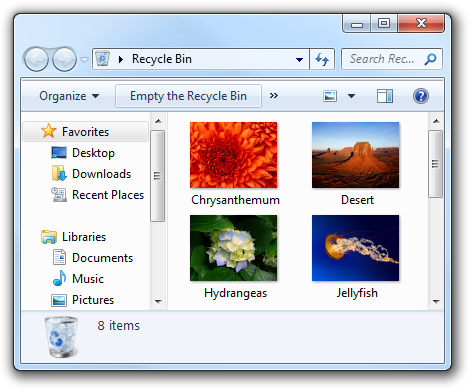 Recycle Bin
Search Rec...
Organize
Empty the Recycle Bin
»
Favorites
Desktop
Downloads
Recent Places
Libraries
Documents
Music
Pictures
Chrysanthemum
Desert
Hydrangeas
Jellyfish
8 items